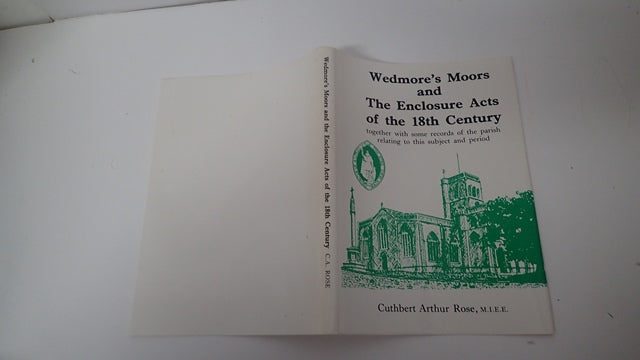 Wedmore's Moors and the Enclosure Acts of the 18th Century C.A. ROSE
Wedmore's Moors
and
The Enclosure Acts
of the 18th Century
together with some records of the parish
relating to this subject and period
Cuthbert Arthur Rose, M.I.E.E.